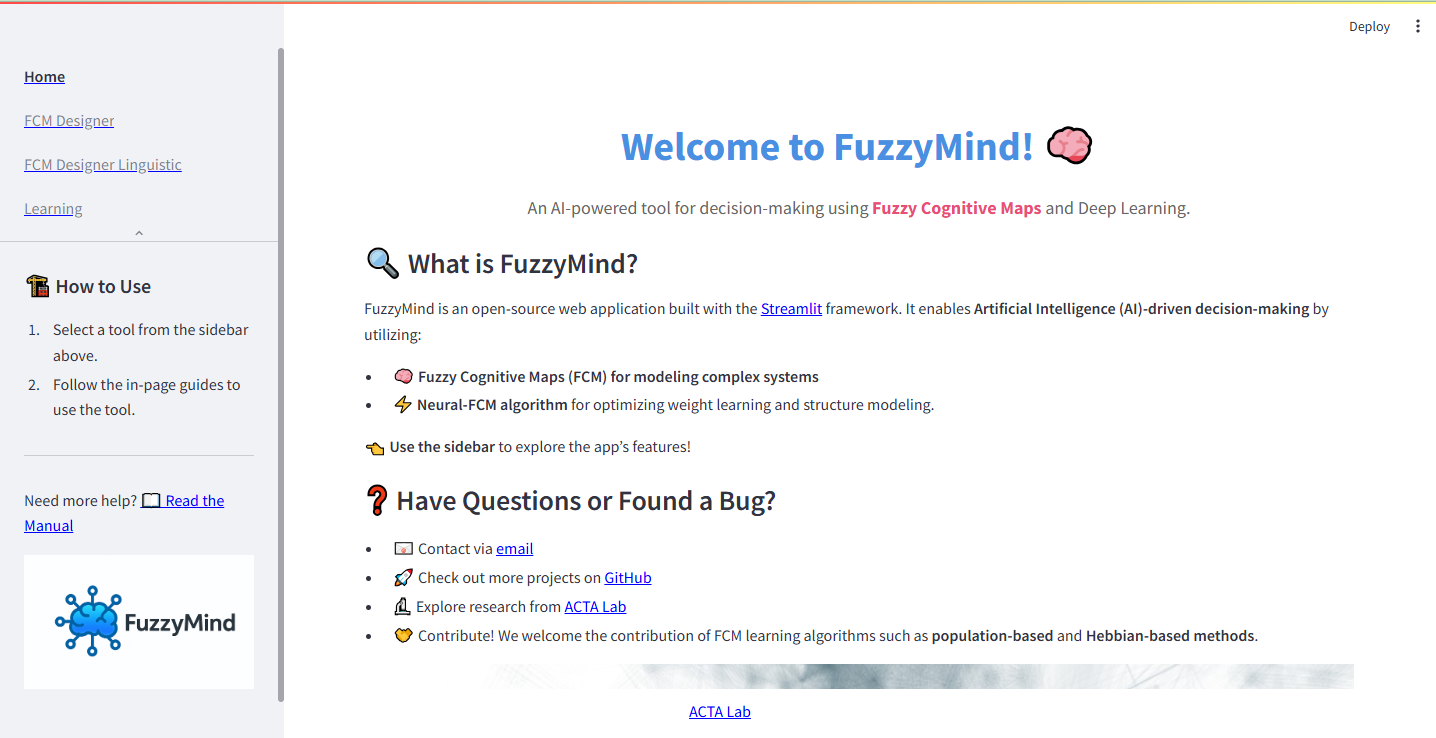 Deploy
Home
FCM Designer
FCM Designer Linguistic
Learning
How to Use
1. Select a tool from the sidebar
above.
2. Follow the in-page guides to
use the tool.
Need more help? 📖 Read the
Manual
FuzzyMind
Welcome to FuzzyMind! 🧠
An AI-powered tool for decision-making using Fuzzy Cognitive Maps and Deep Learning.
🔍 What is FuzzyMind?
FuzzyMind is an open-source web application built with the Streamlit framework. It enables Artificial Intelligence (AI)-driven decision-making by
utilizing:
• 🧠 Fuzzy Cognitive Maps (FCM) for modeling complex systems
• ⚡ Neural-FCM algorithm for optimizing weight learning and structure modeling.
👈 Use the sidebar to explore the app’s features!
❓ Have Questions or Found a Bug?
• 📧 Contact via email
• 🚀 Check out more projects on GitHub
• 🔬 Explore research from ACTA Lab
• 💛 Contribute! We welcome the contribution of FCM learning algorithms such as population-based and Hebbian-based methods.
ACTA Lab